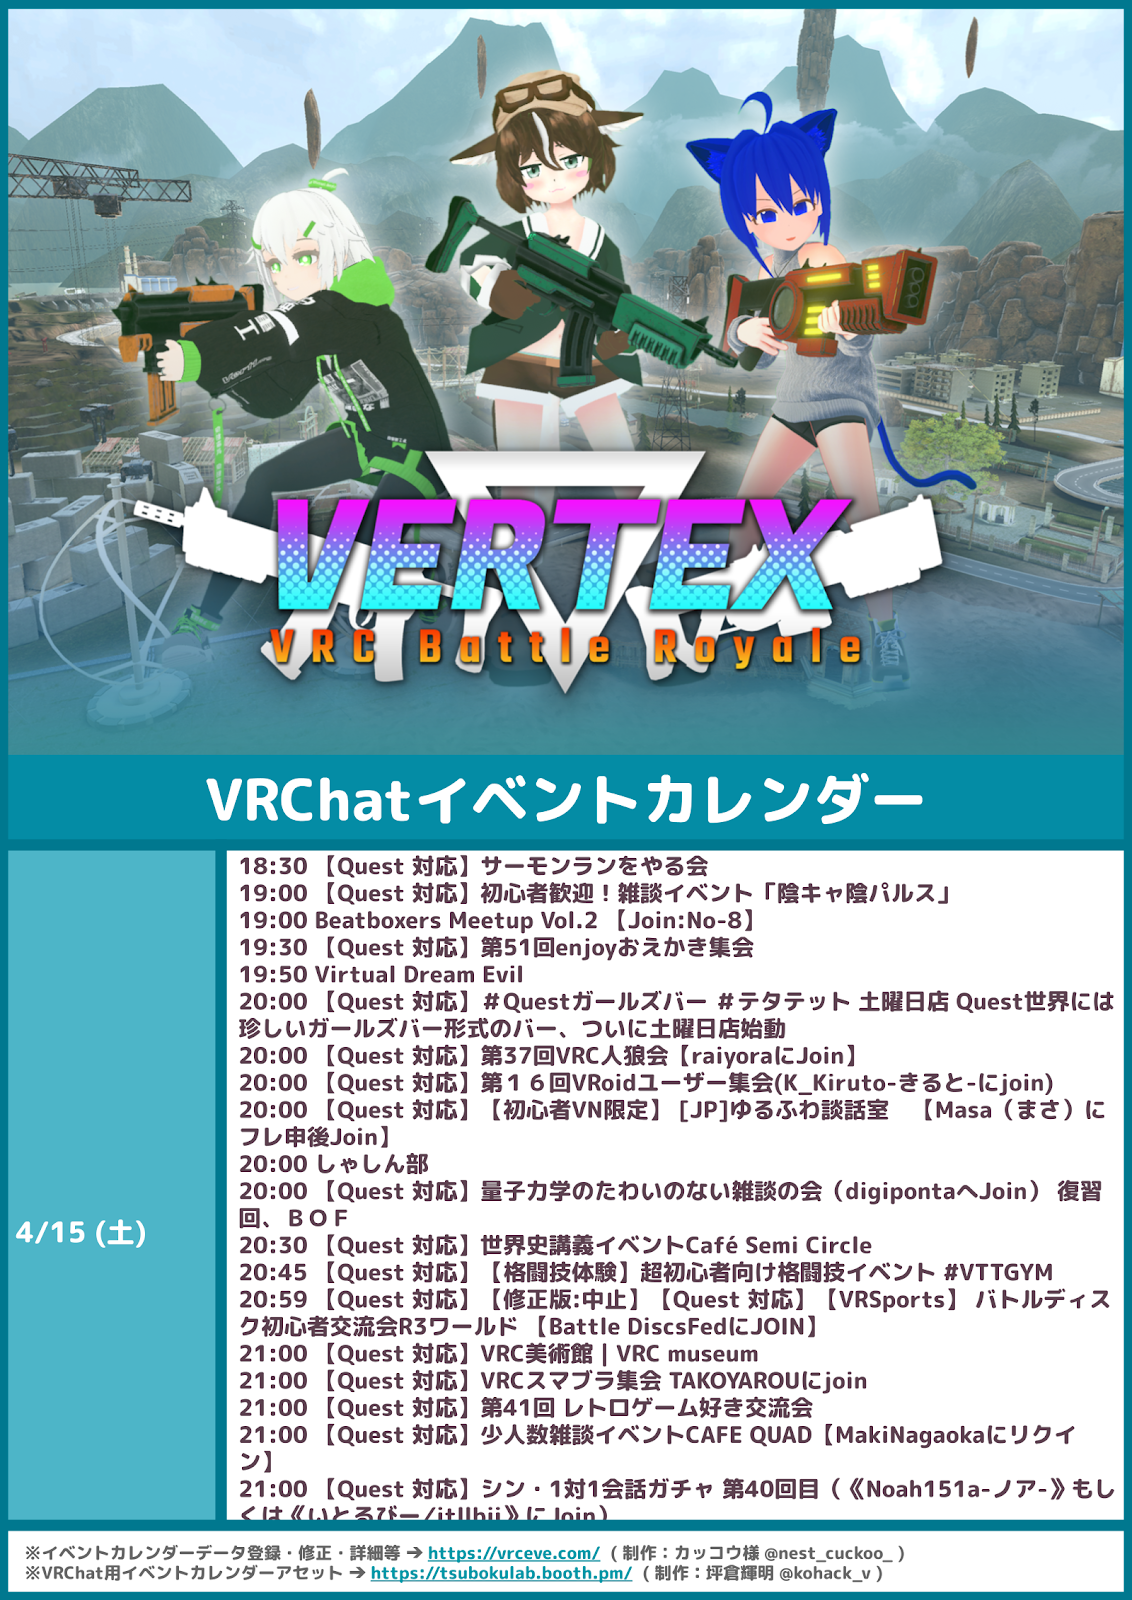 VERTEX
VRC Battle Royale
VRChatイベントカレンダー
4/15 (土)
18:30 【Quest 対応】サーモンランをやる会
19:00 【Quest 対応】初心者歓迎！雑談イベント「陰キャ陰パルス」
19:00 Beatboxers Meetup Vol.2 【Join:No-8】
19:30 【Quest 対応】第51回enjoyおえかき集会
19:50 Virtual Dream Evil
20:00 【Quest 対応】＃Questガールズバー ＃テタテット 土曜日店 Quest世界には
珍しいガールズバー形式のバー、ついに土曜日店始動
20:00 【Quest 対応】第37回VRC人狼会【raiyoraにJoin】
20:00 【Quest 対応】第１６回VRoidユーザー集会(K_Kiruto-きると-にjoin)
20:00 【Quest 対応】【初心者VN限定】 [JP]ゆるふわ談話室　【Masa（まさ）に
フレ申後Join】
20:00 しゃしん部
20:00 【Quest 対応】量子力学のたわいのない雑談の会（digipontaへJoin） 復習
回、ＢＯＦ
20:30 【Quest 対応】世界史講義イベントCafé Semi Circle
20:45 【Quest 対応】【格闘技体験】超初心者向け格闘技イベント #VTTGYM
20:59 【Quest 対応】【修正版:中止】【Quest 対応】【VRSports】 バトルディス
ク初心者交流会R3ワールド 【Battle DiscsFedにJOIN】
21:00 【Quest 対応】VRC美術館 | VRC museum
21:00 【Quest 対応】VRCスマブラ集会 TAKOYAROUにjoin
21:00 【Quest 対応】第41回 レトロゲーム好き交流会
21:00 【Quest 対応】少人数雑談イベントCAFE QUAD【MakiNagaokaにリクイ
ン】
21:00 【Quest 対応】シン・1対1会話ガチャ 第40回目（《Noah151a-ノア-》もし
くは《いとるびー/itllbii》にJoin）
※イベントカレンダーデータ登録・修正・詳細等 ➔ https://vrceve.com/ （ 制作：カッコウ様 @nest_cuckoo_ ）
※VRChat用イベントカレンダーアセット ➔ https://tsubokulab.booth.pm/ （ 制作：坪倉輝明 @kohack_v ）